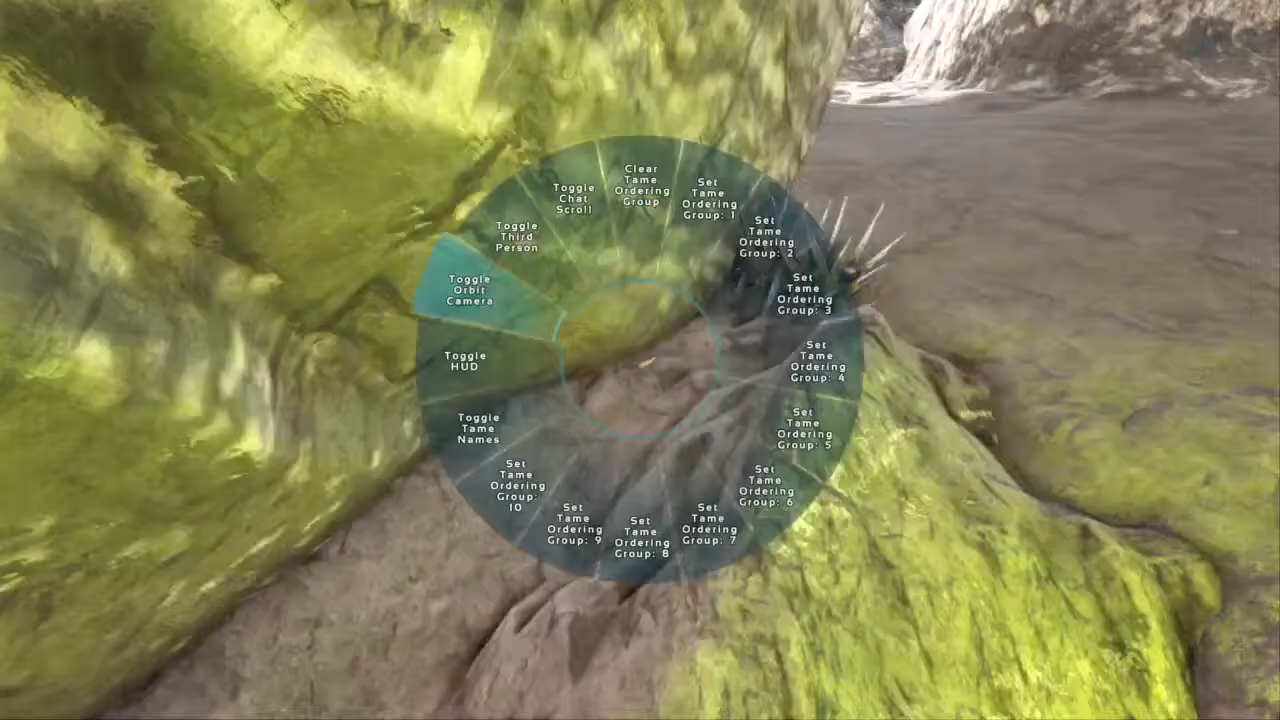 Clear
Tame
Ordering
Group
Set
Tame
Ordering
Group: 1
Set
Tame
Ordering
Group: 2
Set
Tame
Ordering
Group: 3
Set
Tame
Ordering
Group: 4
Set
Tame
Ordering
Group: 5
Set
Tame
Ordering
Group: 6
Set
Tame
Ordering
Group: 7
Set
Tame
Ordering
Group: 8
Set
Tame
Ordering
Group: 9
Set
Tame
Ordering
Group:
10
Toggle
Tame
Names
Toggle
HUD
Toggle
Orbit
Camera
Toggle
Third
Person
Toggle
Chat
Scroll